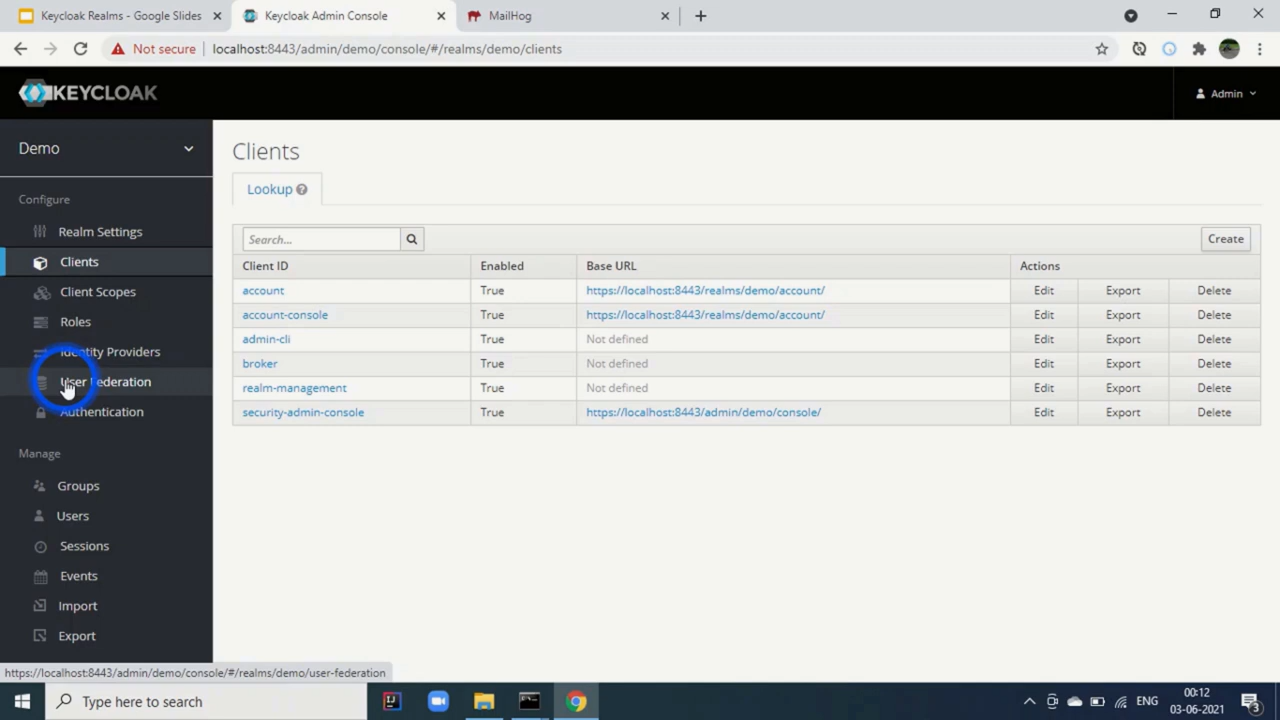 Keycloak Realms - Google Slides
Keycloak Admin Console
MailHog
Not secure
localhost:8443/admin/demo/console/#/realms/demo/clients
KEYCLOAK
Admin
Demo
Configure
Realm Settings
Clients
Client Scopes
Roles
Identity Providers
User Federation
Authentication
Manage
Groups
Users
Sessions
Events
Import
Export
Clients
Lookup
Search...
Create
Client ID Enabled Base URL Actions
account True https://localhost:8443/realms/demo/account/ Edit Export Delete
account-console True https://localhost:8443/realms/demo/account/ Edit Export Delete
admin-cli True Not defined Edit Export Delete
broker True Not defined Edit Export Delete
realm-management True Not defined Edit Export Delete
security-admin-console True https://localhost:8443/admin/demo/console/ Edit Export Delete
https://localhost:8443/admin/demo/console/#/realms/demo/user-federation
Type here to search
ENG
00:12
03-06-2021
3